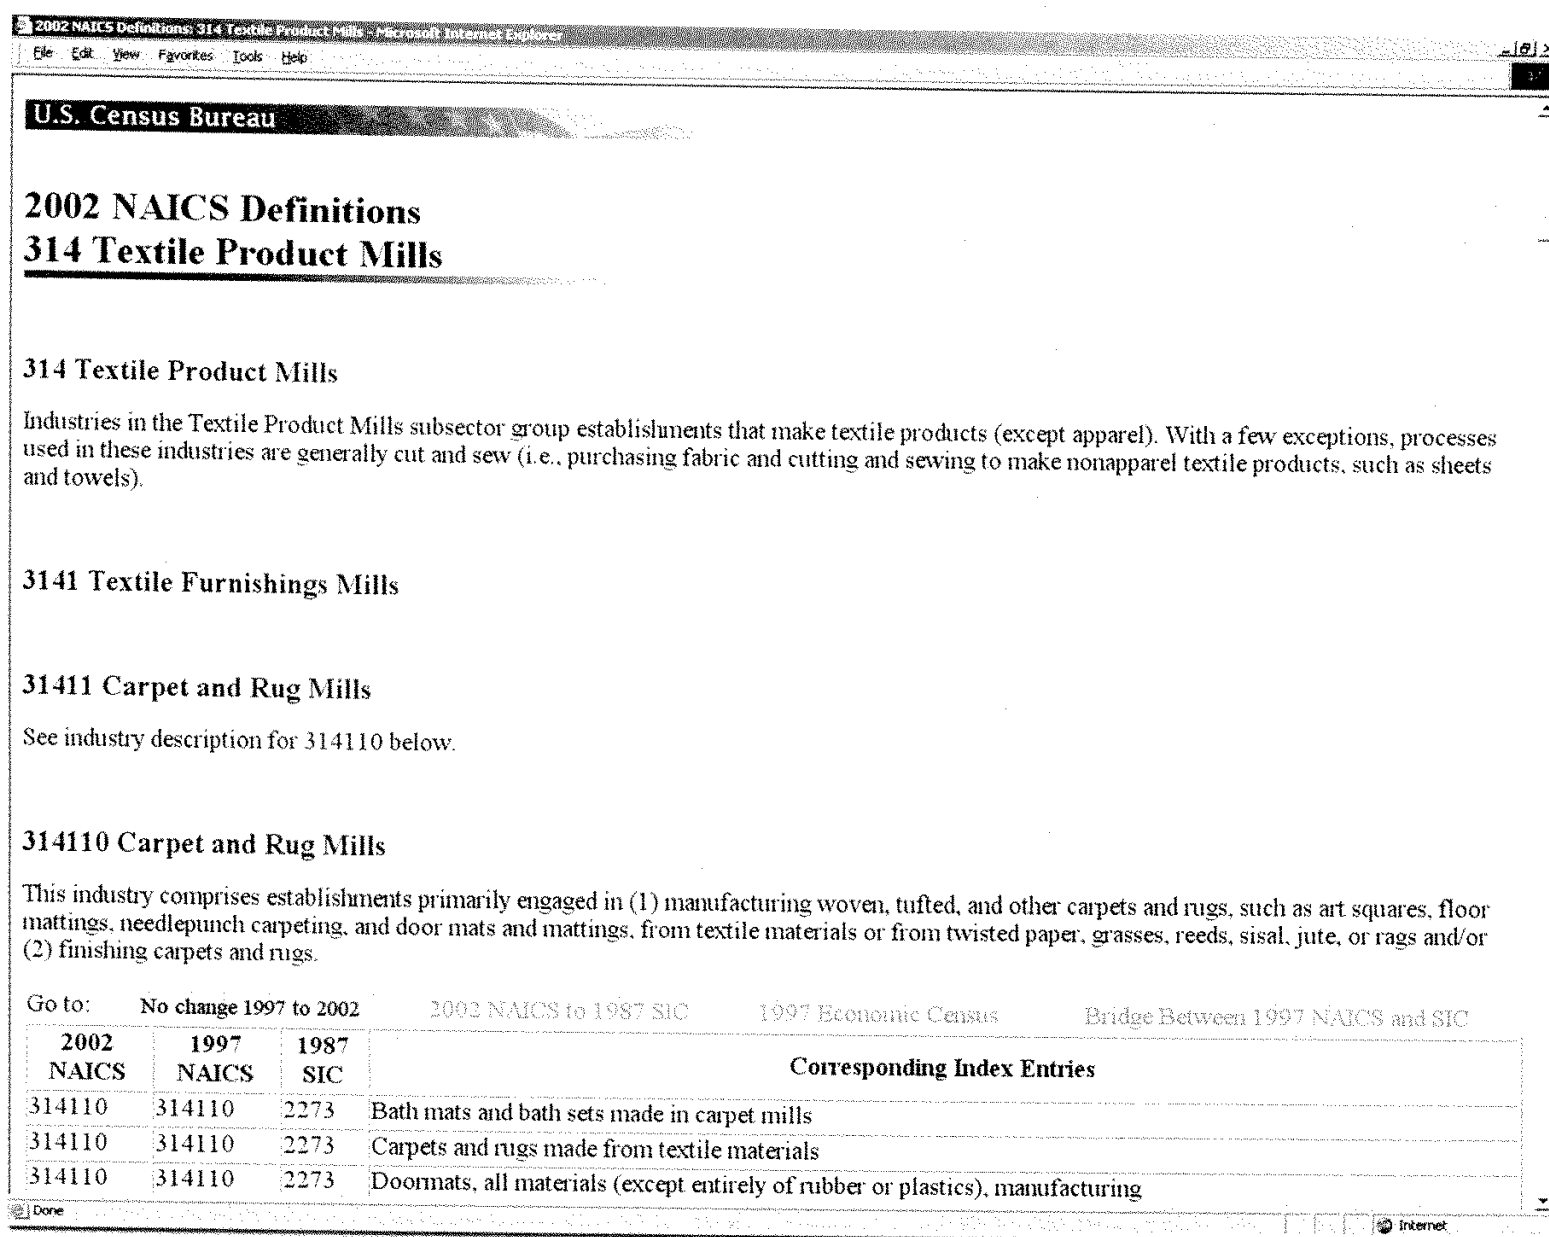 2002 NAICS Definitions: 314 Textile Product Mills - Microsoft Internet Explorer
File Edit View Favorites Tools Help
U.S. Census Bureau
2002 NAICS Definitions
314 Textile Product Mills
314 Textile Product Mills
Industries in the Textile Product Mills subsector group establishments that make textile products (except apparel). With a few exceptions, processes
used in these industries are generally cut and sew (i.e., purchasing fabric and cutting and sewing to make nonapparel textile products, such as sheets
and towels).
3141 Textile Furnishings Mills
31411 Carpet and Rug Mills
See industry description for 314110 below.
314110 Carpet and Rug Mills
This industry comprises establishments primarily engaged in (1) manufacturing woven, tufted, and other carpets and rugs, such as art squares, floor
mattings, needlepunch carpeting, and door mats and mattings, from textile materials or from twisted paper, grasses, reeds, sisal, jute, or rags and/or
(2) finishing carpets and rugs.
Go to: No change 1997 to 2002 2002 NAICS to 1987 SIC 1997 Economic Census Bridge Between 1997 NAICS and SIC
2002 NAICS 1997 NAICS 1987 SIC Corresponding Index Entries
314110 314110 2273 Bath mats and bath sets made in carpet mills
314110 314110 2273 Carpets and rugs made from textile materials
314110 314110 2273 Doormats, all materials (except entirely of rubber or plastics), manufacturing
Done Internet